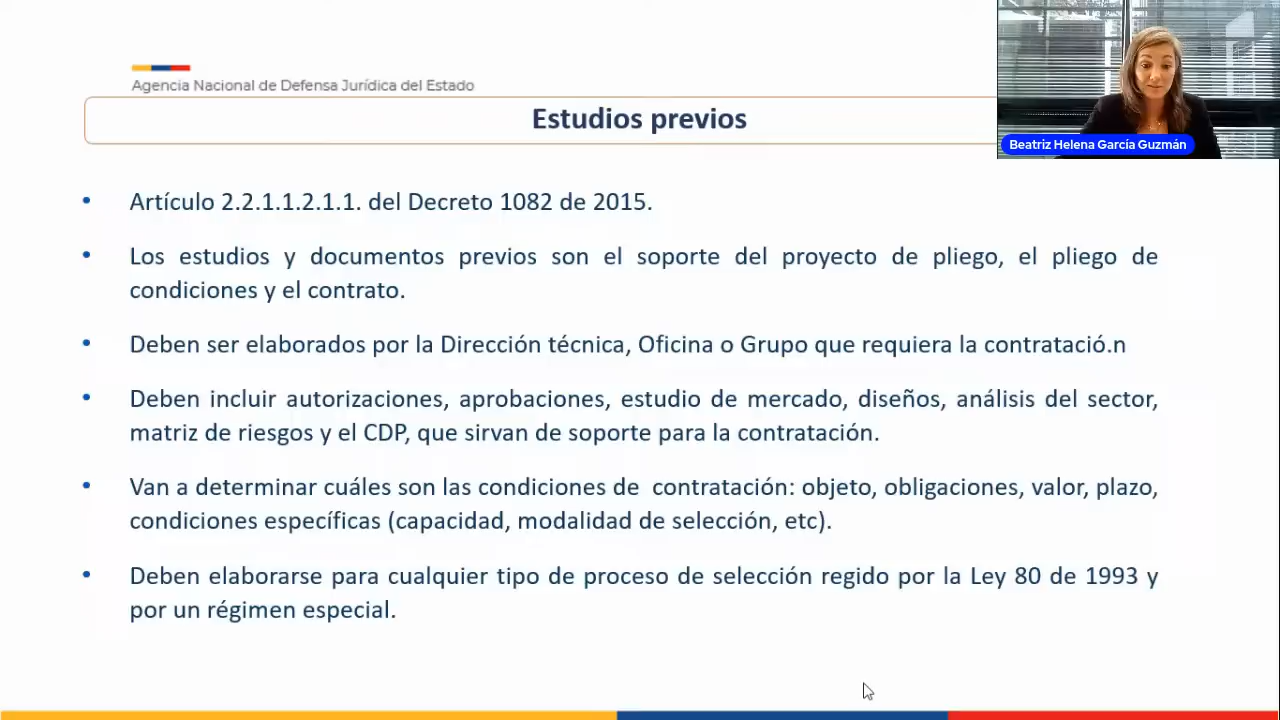 Agencia Nacional de Defensa Jurídica del Estado
Estudios previos
Beatriz Helena García Guzmán
• Artículo 2.2.1.1.2.1.1. del Decreto 1082 de 2015.
• Los estudios y documentos previos son el soporte del proyecto de pliego, el pliego de
condiciones y el contrato.
• Deben ser elaborados por la Dirección técnica, Oficina o Grupo que requiera la contratació.n
• Deben incluir autorizaciones, aprobaciones, estudio de mercado, diseños, análisis del sector,
matriz de riesgos y el CDP, que sirvan de soporte para la contratación.
• Van a determinar cuáles son las condiciones de  contratación: objeto, obligaciones, valor, plazo,
condiciones específicas (capacidad, modalidad de selección, etc).
• Deben elaborarse para cualquier tipo de proceso de selección regido por la Ley 80 de 1993 y
por un régimen especial.